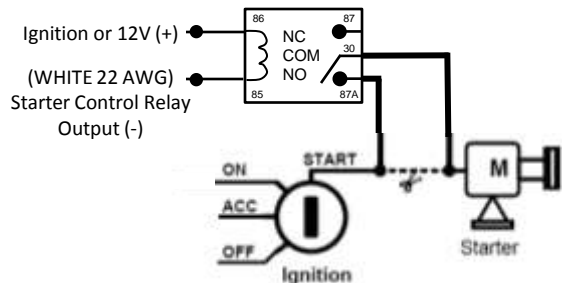 Ignition or 12V (+)
(WHITE 22 AWG)
Starter Control Relay
Output (-)
86
87
NC
COM
30
NO
85
87A
START
ON
ACC
OFF
Ignition
M
Starter